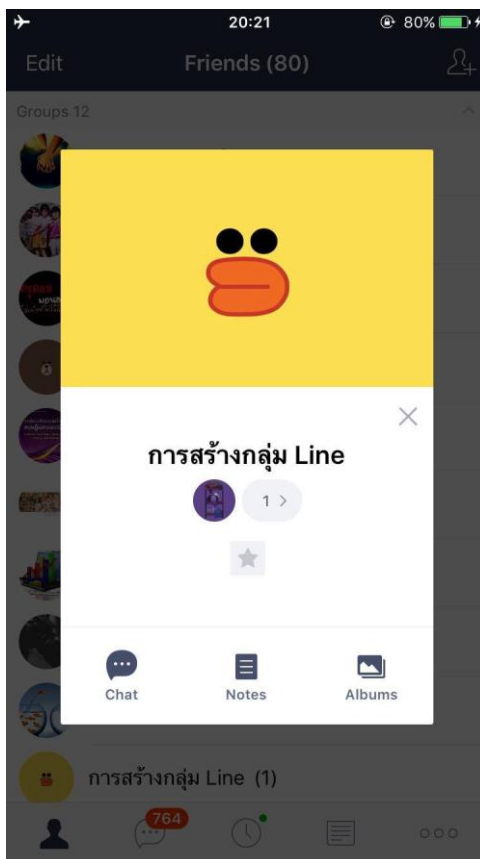 20:21
80%
Edit
Friends (80)
Groups 12
การสร้างกลุ่ม Line
1 >
Chat
Notes
Albums
การสร้างกลุ่ม Line (1)
764